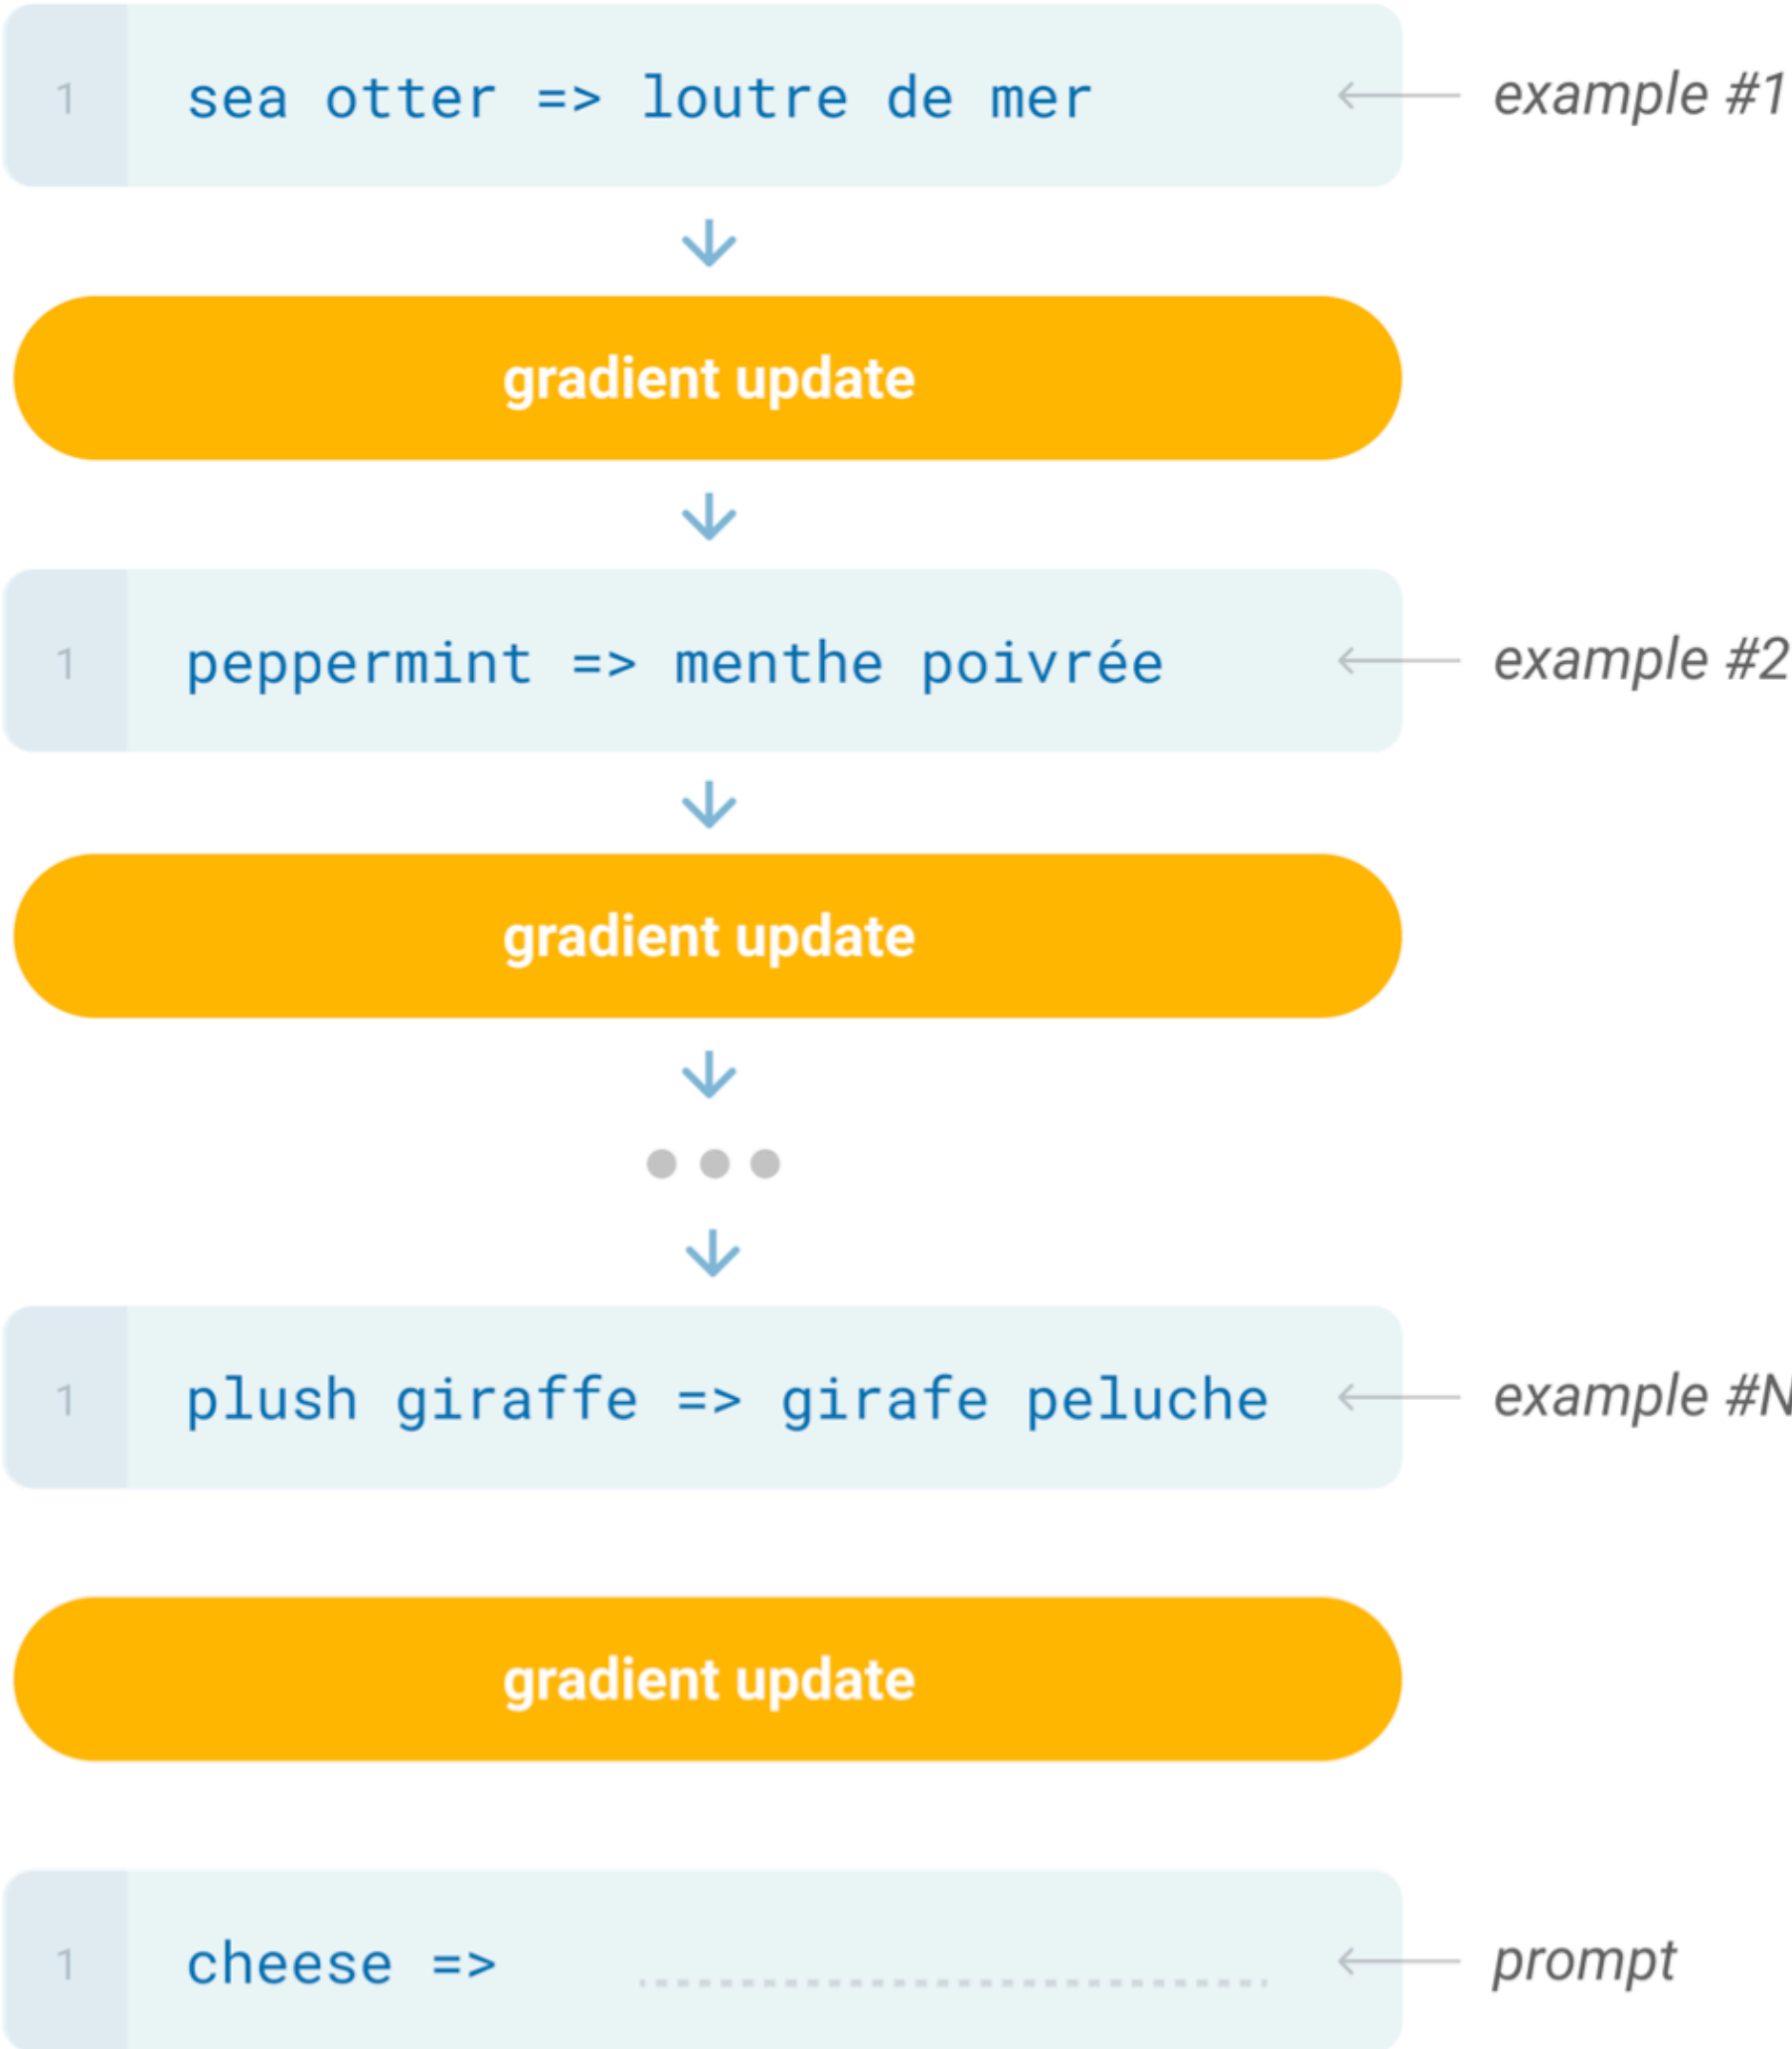 1 sea otter => loutre de mer example #1
gradient update
1 peppermint => menthe poivrée example #2
gradient update
1 plush giraffe => girafe peluche example #N
gradient update
1 cheese => prompt